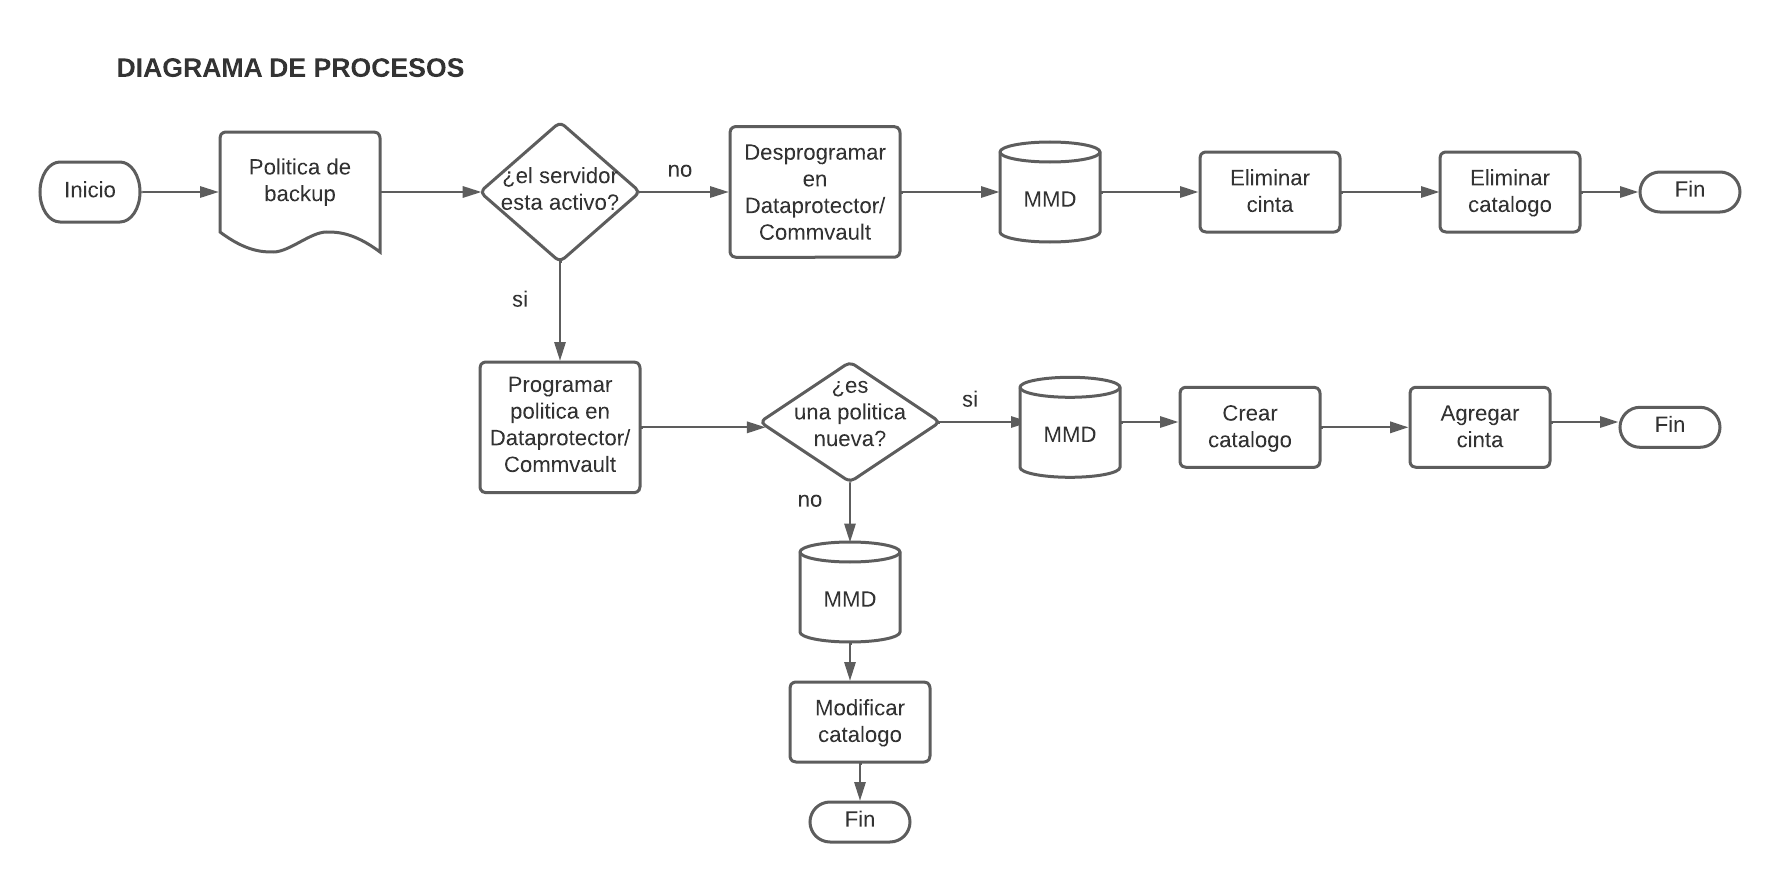 DIAGRAMA DE PROCESOS
Inicio
Politica de
backup
¿el servidor
esta activo?
no
Desprogramar
en
Dataprotector/
Commvault
MMD
Eliminar
cinta
Eliminar
catalogo
Fin
si
Programar
politica en
Dataprotector/
Commvault
¿es
una politica
nueva?
si
MMD
Crear
catalogo
Agregar
cinta
Fin
no
MMD
Modificar
catalogo
Fin